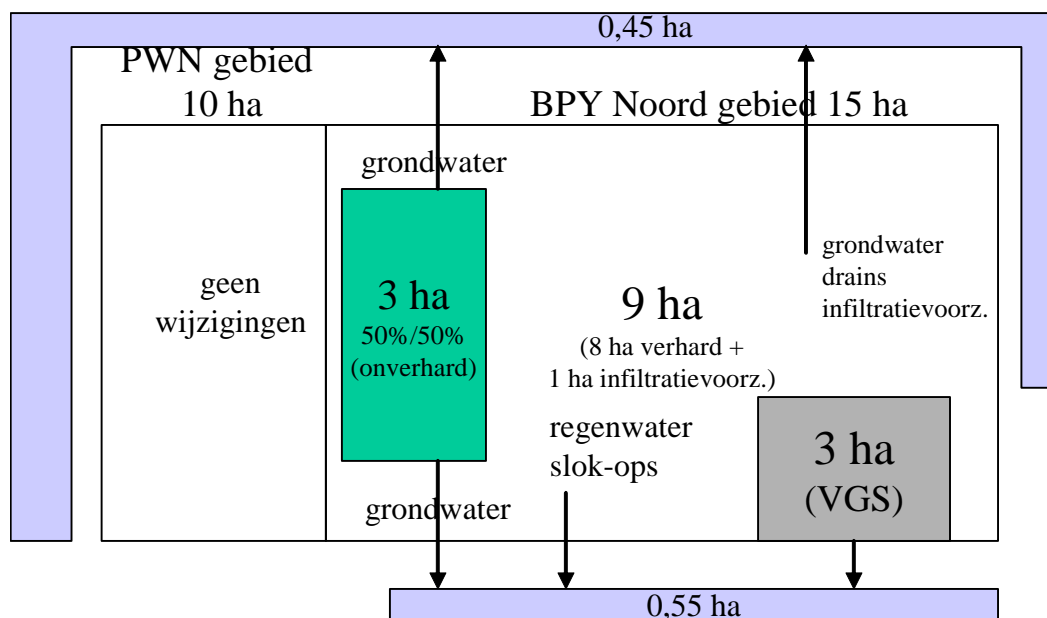 0,45 ha
PWN gebied
10 ha
BPY Noord gebied 15 ha
grondwater
geen
wijzigingen
3 ha
50%/50%
(onverhard)
9 ha
(8 ha verhard +
1 ha infiltratievoorz.)
grondwater
drains
infiltratievoorz.
regenwater
slok-ops
3 ha
(VGS)
grondwater
0,55 ha